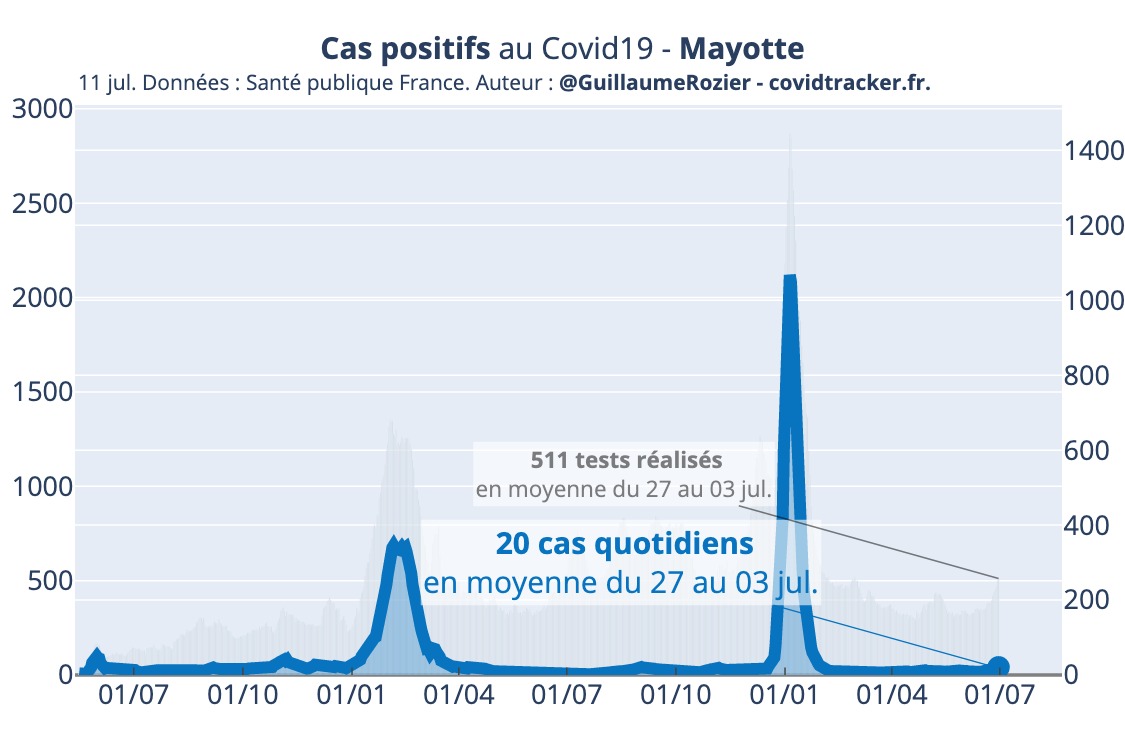 Cas positifs au Covid19 - Mayotte
11 jul. Données : Santé publique France. Auteur : @GuillaumeRozier - covidtracker.fr.
3000
2500
2000
1500
1000
500
0
1400
1200
1000
800
600
400
200
0
511 tests réalisés
en moyenne du 27 au 03 jul.
20 cas quotidiens
en moyenne du 27 au 03 jul.
01/07 01/10 01/01 01/04 01/07 01/10 01/01 01/04 01/07